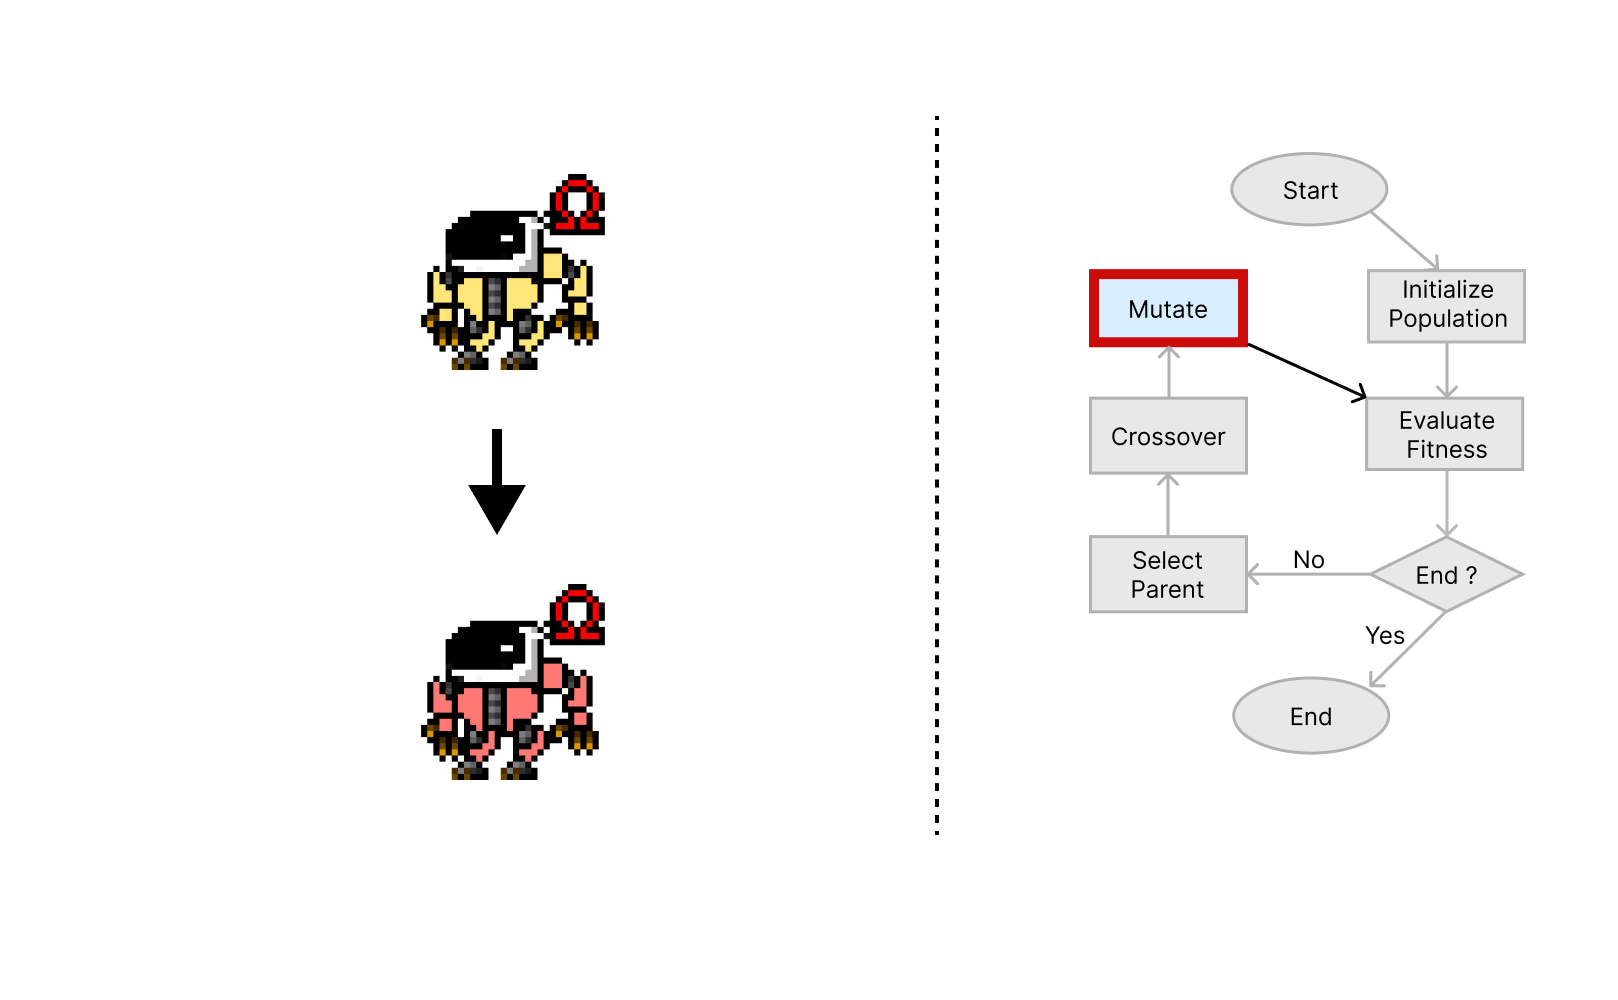 Ω
Ω
Start
Initialize
Population
Mutate
Evaluate
Fitness
Crossover
Select
Parent
No
End ?
Yes
End